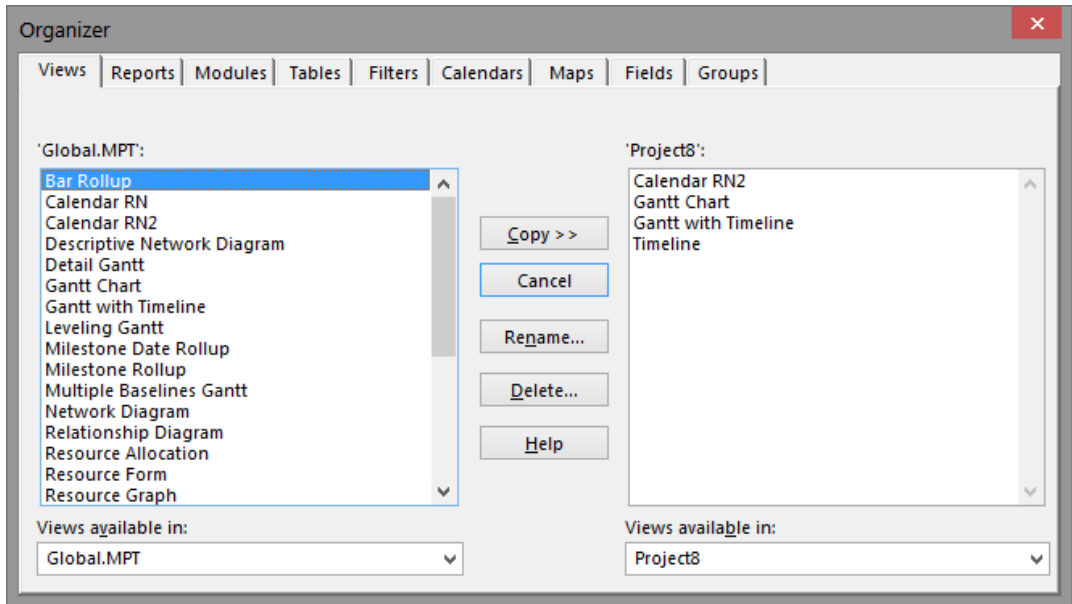 Organizer
Views Reports Modules Tables Filters Calendars Maps Fields Groups
'Global.MPT':
Bar Rollup
Calendar RN
Calendar RN2
Descriptive Network Diagram
Detail Gantt
Gantt Chart
Gantt with Timeline
Leveling Gantt
Milestone Date Rollup
Milestone Rollup
Multiple Baselines Gantt
Network Diagram
Relationship Diagram
Resource Allocation
Resource Form
Resource Graph
Views available in:
Global.MPT
Copy >>
Cancel
Rename...
Delete...
Help
'Project8':
Calendar RN2
Gantt Chart
Gantt with Timeline
Timeline
Views available in:
Project8